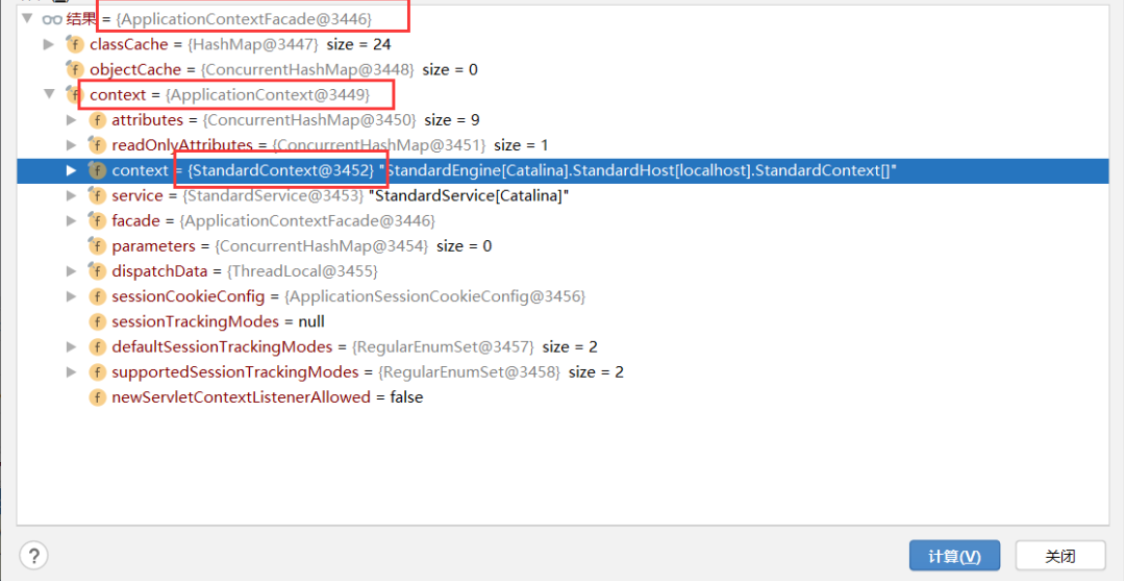 结果 = {ApplicationContextFacade@3446}
classCache = {HashMap@3447} size = 24
objectCache = {ConcurrentHashMap@3448} size = 0
context = {ApplicationContext@3449}
attributes = {ConcurrentHashMap@3450} size = 9
readOnlyAttributes = {ConcurrentHashMap@3451} size = 1
context = {StandardContext@3452} "StandardEngine[Catalina].StandardHost[localhost].StandardContext[]"
service = {StandardService@3453} "StandardService[Catalina]"
facade = {ApplicationContextFacade@3446}
parameters = {ConcurrentHashMap@3454} size = 0
dispatchData = {ThreadLocal@3455}
sessionCookieConfig = {ApplicationSessionCookieConfig@3456}
sessionTrackingModes = null
defaultSessionTrackingModes = {RegularEnumSet@3457} size = 2
supportedSessionTrackingModes = {RegularEnumSet@3458} size = 2
newServletContextListenerAllowed = false
? 计算(V) 关闭